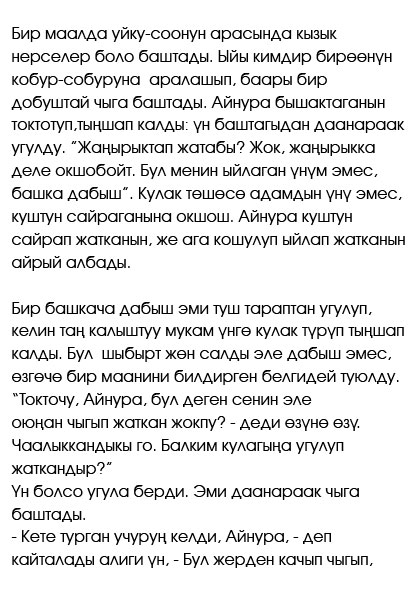 Бир маалда уйку-соонун арасында кызык
нерселер боло баштады. Ыйы кимдир бирөөнүн
кобур-собуруна  аралашып, баары бир
добуштай чыга баштады. Айнура бышактаганын
токтотуп,тыңшап калды: үн баштагыдан даанараак
угулду. "Жаңырыктап жатабы? Жок, жаңырыкка
деле окшобойт. Бул менин ыйлаган үнүм эмес,
башка дабыш". Кулак төшөсө адамдын үнү эмес,
куштун сайраганына окшош. Айнура куштун
сайрап жатканын, же ага кошулуп ыйлап жатканын
айрый албады.

Бир башкача дабыш эми туш тараптан угулуп,
келин таң калыштуу мукам үнгө кулак түрүп тыңшап
калды. Бул  шыбырт жөн салды эле дабыш эмес,
өзгөчө бир маанини билдирген белгидей туюлду.
"Токточу, Айнура, бул деген сенин эле
оюңан чыгып жаткан жокпу? - деди өзүнө өзү.
Чаалыккандыкы го. Балким кулагыңа угулуп
жаткандыр?"
Үн болсо угула берди. Эми даанараак чыга
баштады.
- Кете турган учуруң келди, Айнура, - деп
кайталады алиги үн, - Бул жерден качып чыгып,